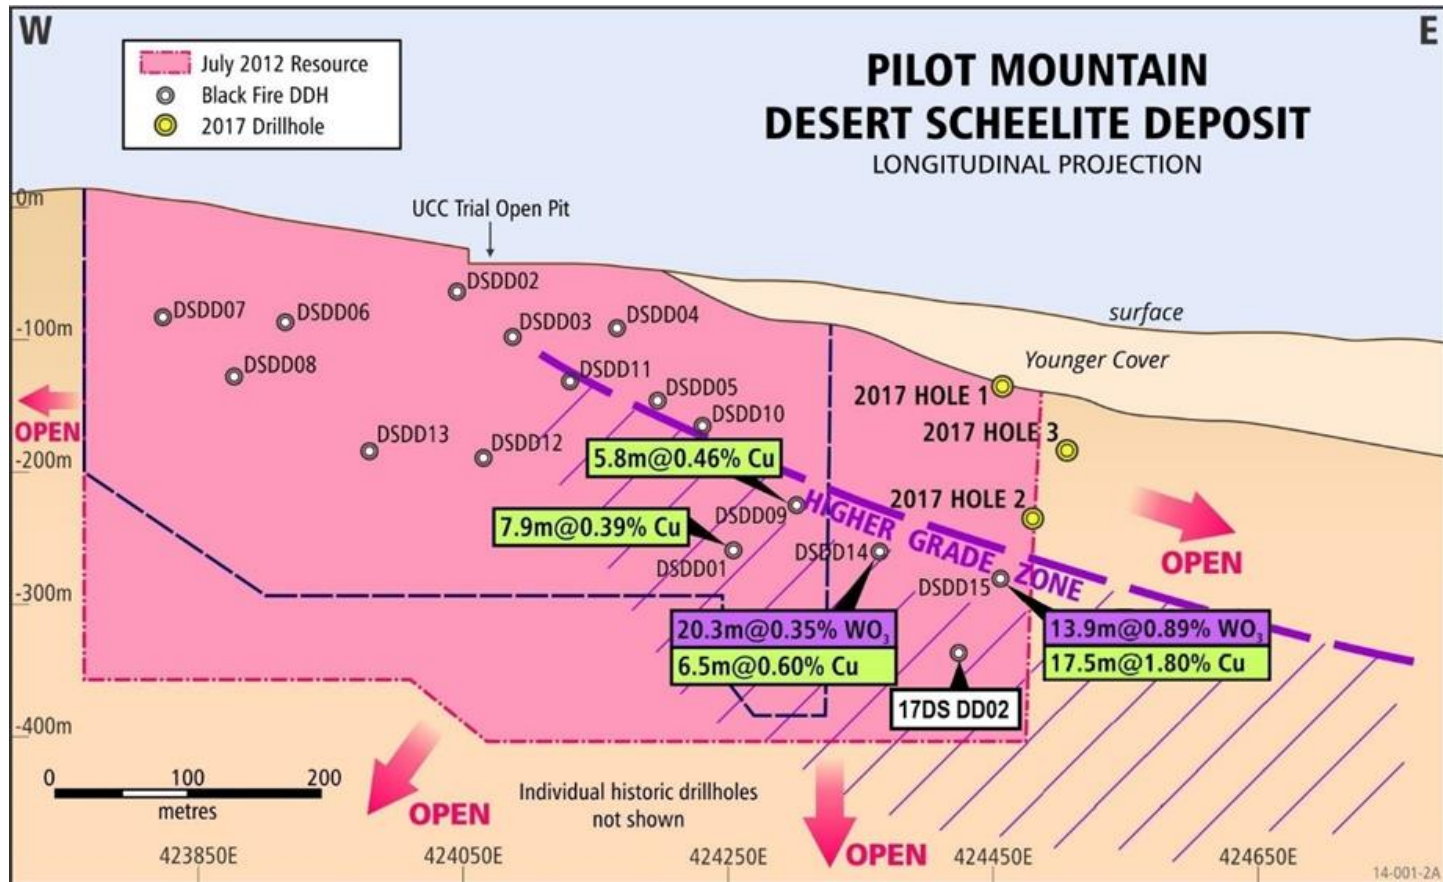 W
E
July 2012 Resource
Black Fire DDH
2017 Drillhole
PILOT MOUNTAIN
DESERT SCHEELITE DEPOSIT
LONGITUDINAL PROJECTION
0m
UCC Trial Open Pit
DSDD02
DSDD07
DSDD06
DSDD03
DSDD04
surface
-100m
Younger Cover
DSDD08
DSDD11
DSDD05
2017 HOLE 1
DSDD10
OPEN
DSDD13
DSDD12
2017 HOLE 3
-200m
5.8m@0.46% Cu
2017 HOLE 2
DSDD09
HIGHER GRADE ZONE
7.9m@0.39% Cu
DSDD01
DSDD14
OPEN
DSDD15
-300m
20.3m@0.35% WO₃
6.5m@0.60% Cu
13.9m@0.89% WO₃
17.5m@1.80% Cu
17DS DD02
-400m
0 100 200
metres
OPEN
Individual historic drillholes
not shown
OPEN
423850E 424050E 424250E 424450E 424650E
14-001-2A